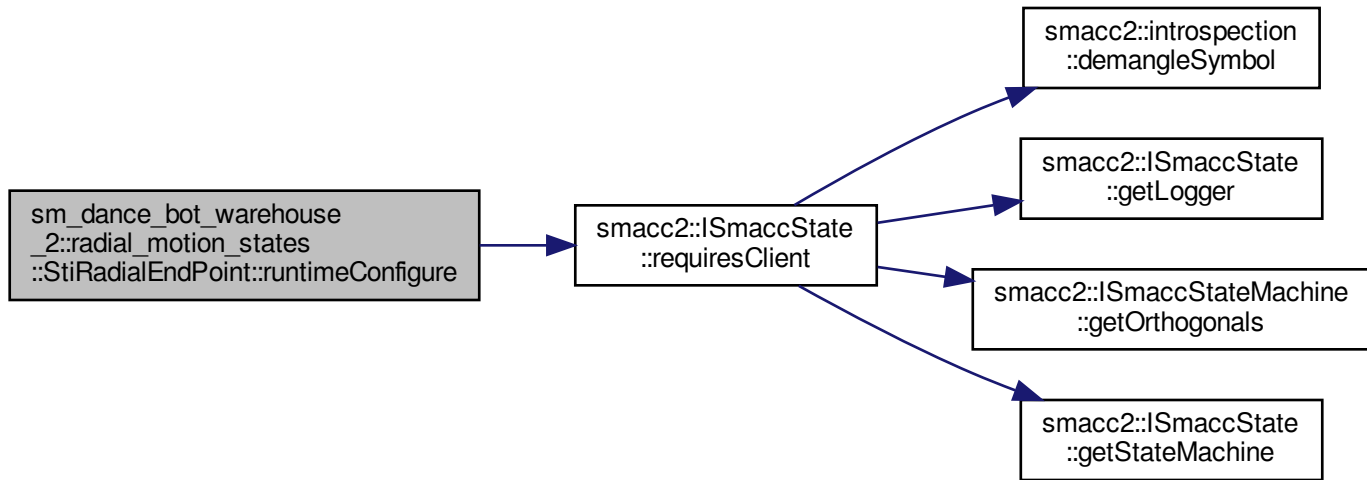 sm_dance_bot_warehouse
_2::radial_motion_states
::StiRadialEndPoint::runtimeConfigure
smacc2::ISmaccState
::requiresClient
smacc2::introspection
::demangleSymbol
smacc2::ISmaccState
::getLogger
smacc2::ISmaccStateMachine
::getOrthogonals
smacc2::ISmaccState
::getStateMachine